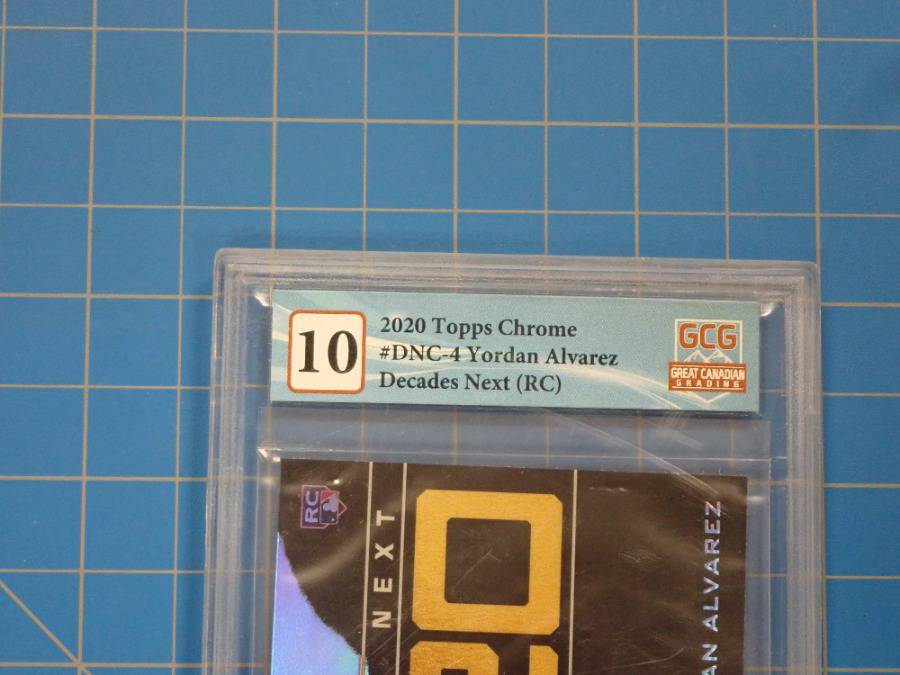 10
2020 Topps Chrome
#DNC-4 Yordan Alvarez
Decades Next (RC)
GCG
GREAT CANADIAN
GRADING
RC
NEXT
AN ALVAREZ